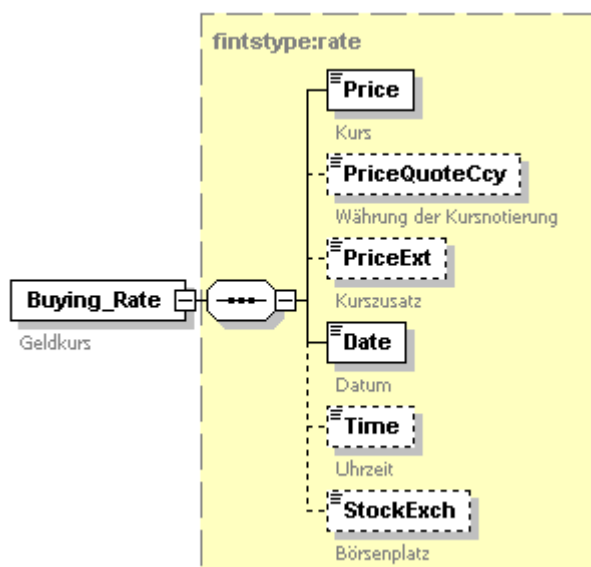 fintstype:rate
Price
Kurs
PriceQuoteCcy
Währung der Kursnotierung
PriceExt
Kurszusatz
Buying_Rate
Geldkurs
Date
Datum
Time
Uhrzeit
StockExch
Börsenplatz